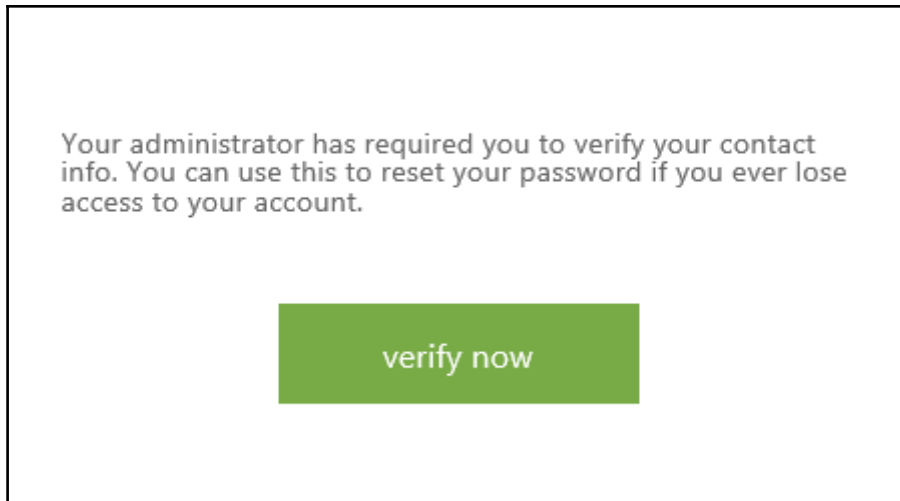 Your administrator has required you to verify your contact
info. You can use this to reset your password if you ever lose
access to your account.
verify now